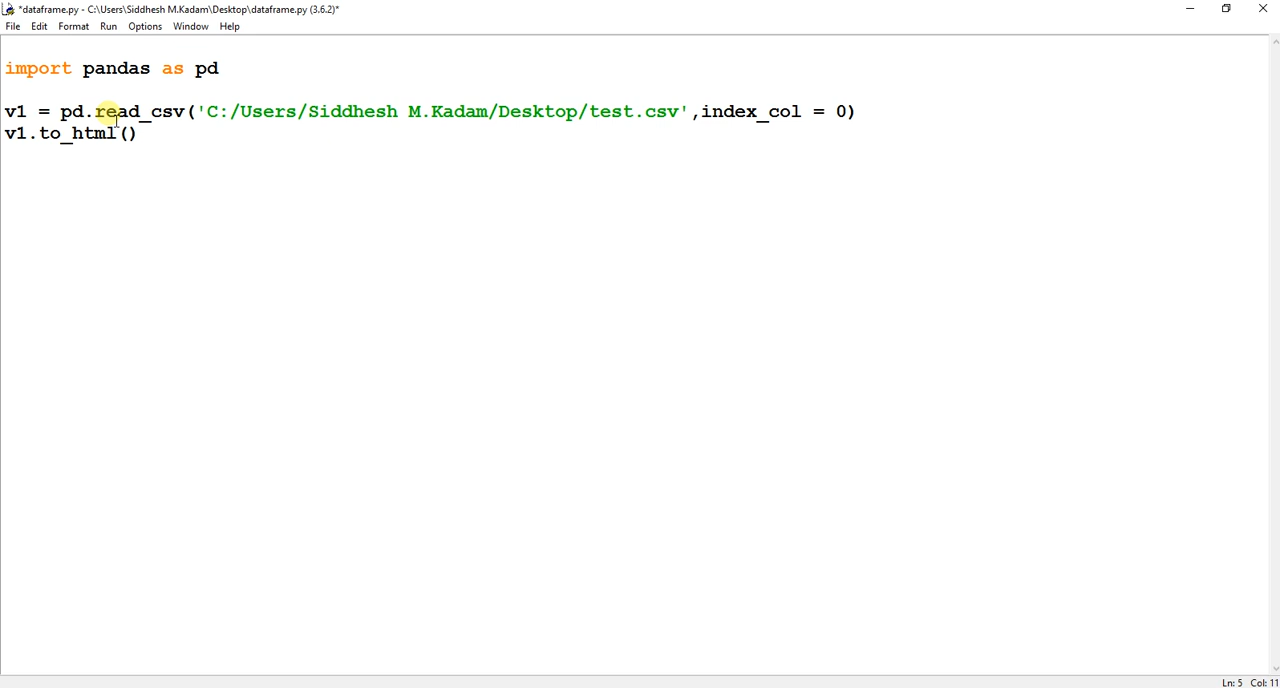 *dataframe.py - C:\Users\Siddhesh M.Kadam\Desktop\dataframe.py (3.6.2)*
File Edit Format Run Options Window Help
import pandas as pd
v1 = pd.read_csv('C:/Users/Siddhesh M.Kadam/Desktop/test.csv',index_col = 0)
v1.to_html()
Ln: 5 Col: 11